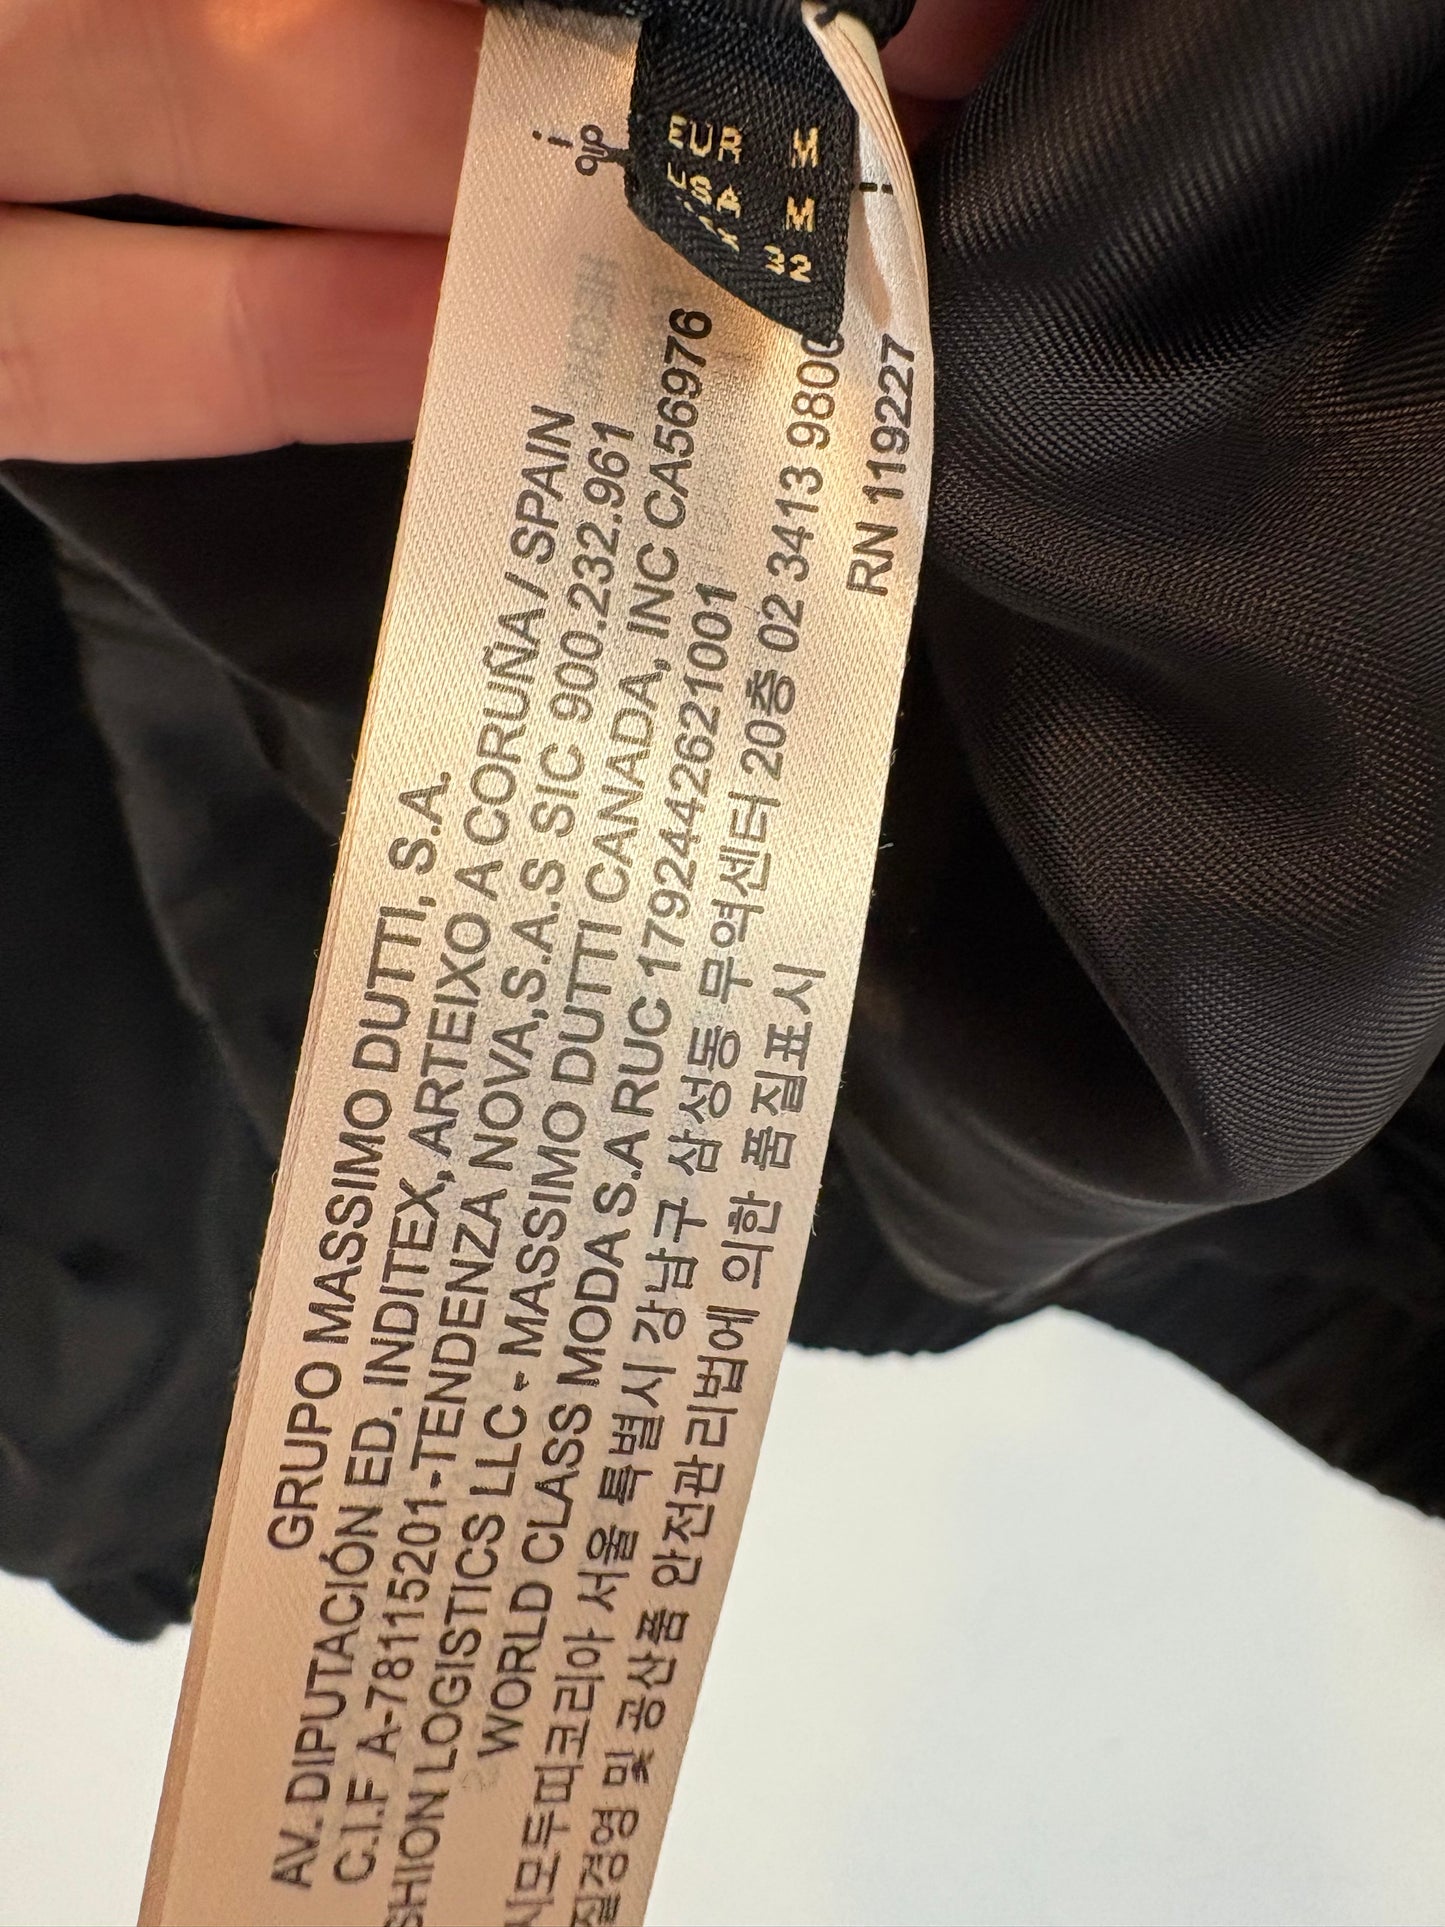 EUR M
USA M
32
GRUPO MASSIMO DUTTI, S.A.
AV. DIPUTACIÓN ED. INDITEX, ARTEIXO A CORUÑA / SPAIN
C.I.F A-78115201-TENDENZA NOVA,S.A.S SIC 900.232.961
SHION LOGISTICS LLC - MASSIMO DUTTI CANADA, INC CA56976
WORLD CLASS MODA S.A RUC 1792442621001
시모두띠코리아 서울 특별시 강남구 삼성동 무역센터 20층 02 3413 980
질경영 및 공산품 안전관리법에 의한 품질표시
RN 119227